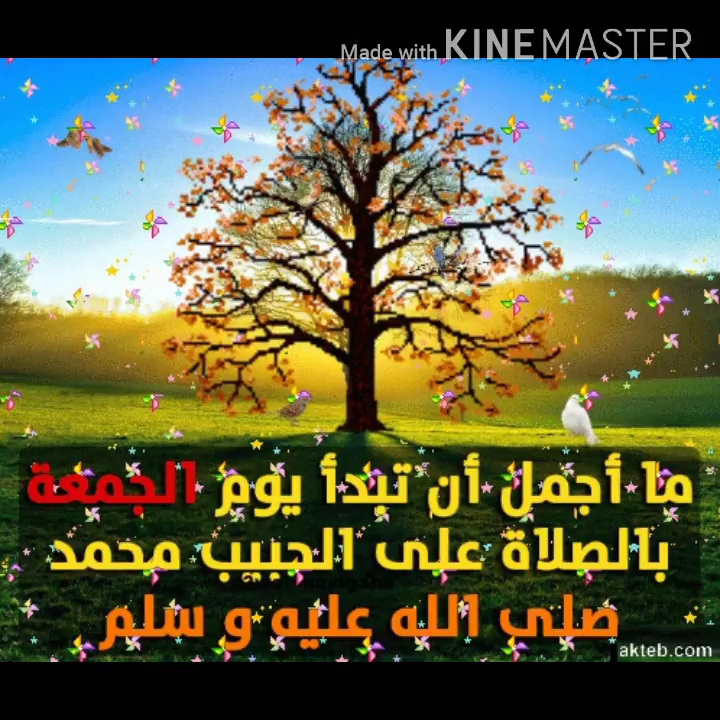 Made with KINEMASTER
ما أجمل أن تبدأ يوم الجمعة
بالصلاة على الحبيب محمد
صلى الله عليه و سلم
akteb.com